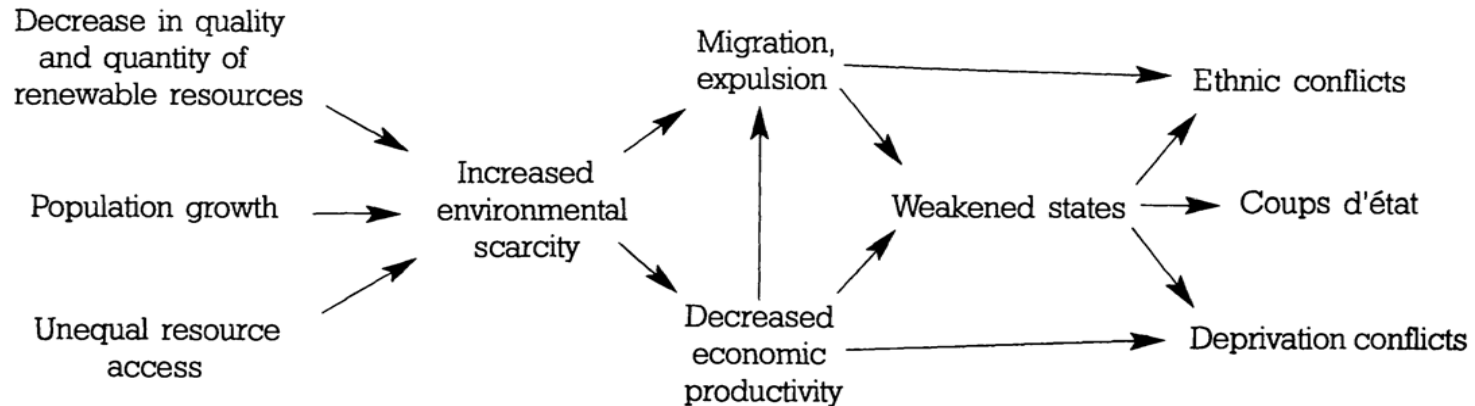 Decrease in quality
and quantity of
renewable resources
Population growth
Unequal resource
access
Increased
environmental
scarcity
Migration,
expulsion
Decreased
economic
productivity
Weakened states
Ethnic conflicts
Coups d'état
Deprivation conflicts